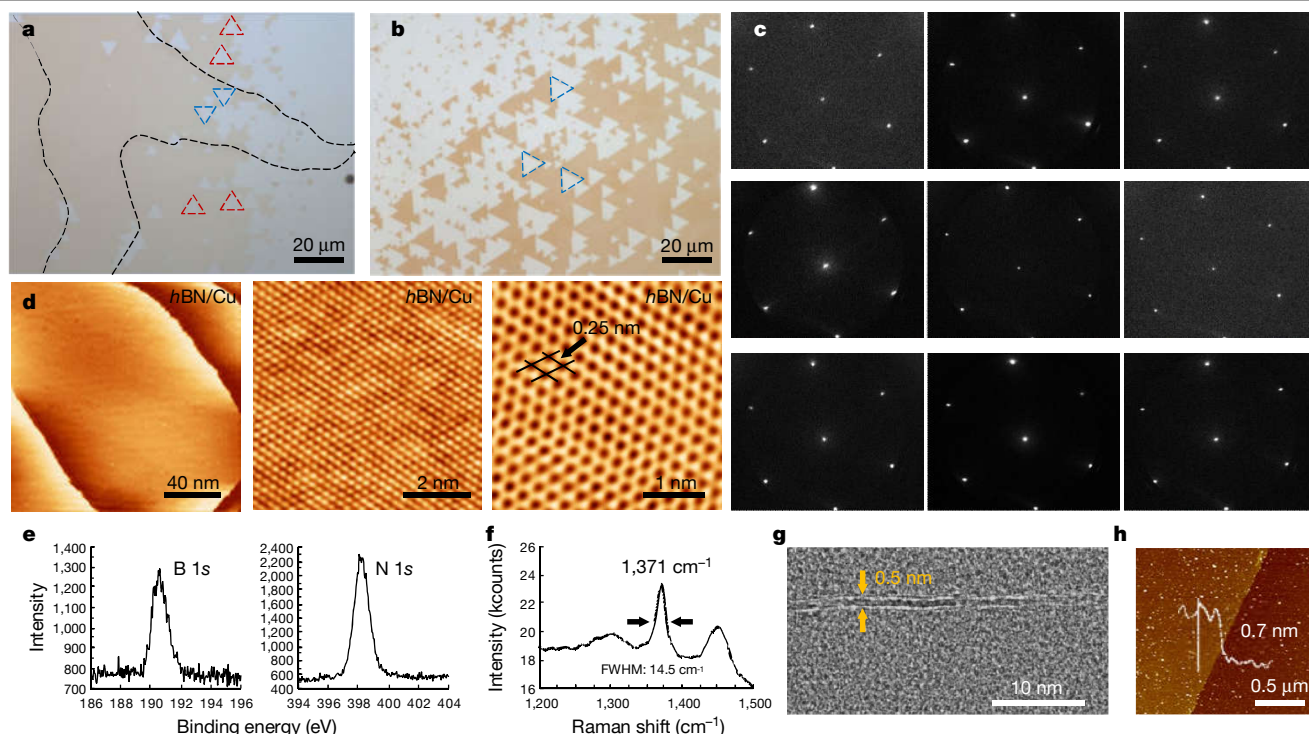 a
20 μm
b
20 μm
c
d
hBN/Cu
40 nm
hBN/Cu
2 nm
hBN/Cu
0.25 nm
1 nm
e
Intensity
1,400
1,300
1,200
1,100
1,000
900
800
700
B 1s
186 188 190 192 194 196
2,400
2,200
2,000
1,800
1,600
1,400
1,200
1,000
800
600
400
N 1s
394 396 398 400 402 404
Binding energy (eV)
f
Intensity (kcounts)
26
24
22
20
18
16
1,371 cm⁻¹
FWHM: 14.5 cm⁻¹
1,200 1,300 1,400 1,500
Raman shift (cm⁻¹)
g
0.5 nm
10 nm
h
0.7 nm
0.5 μm